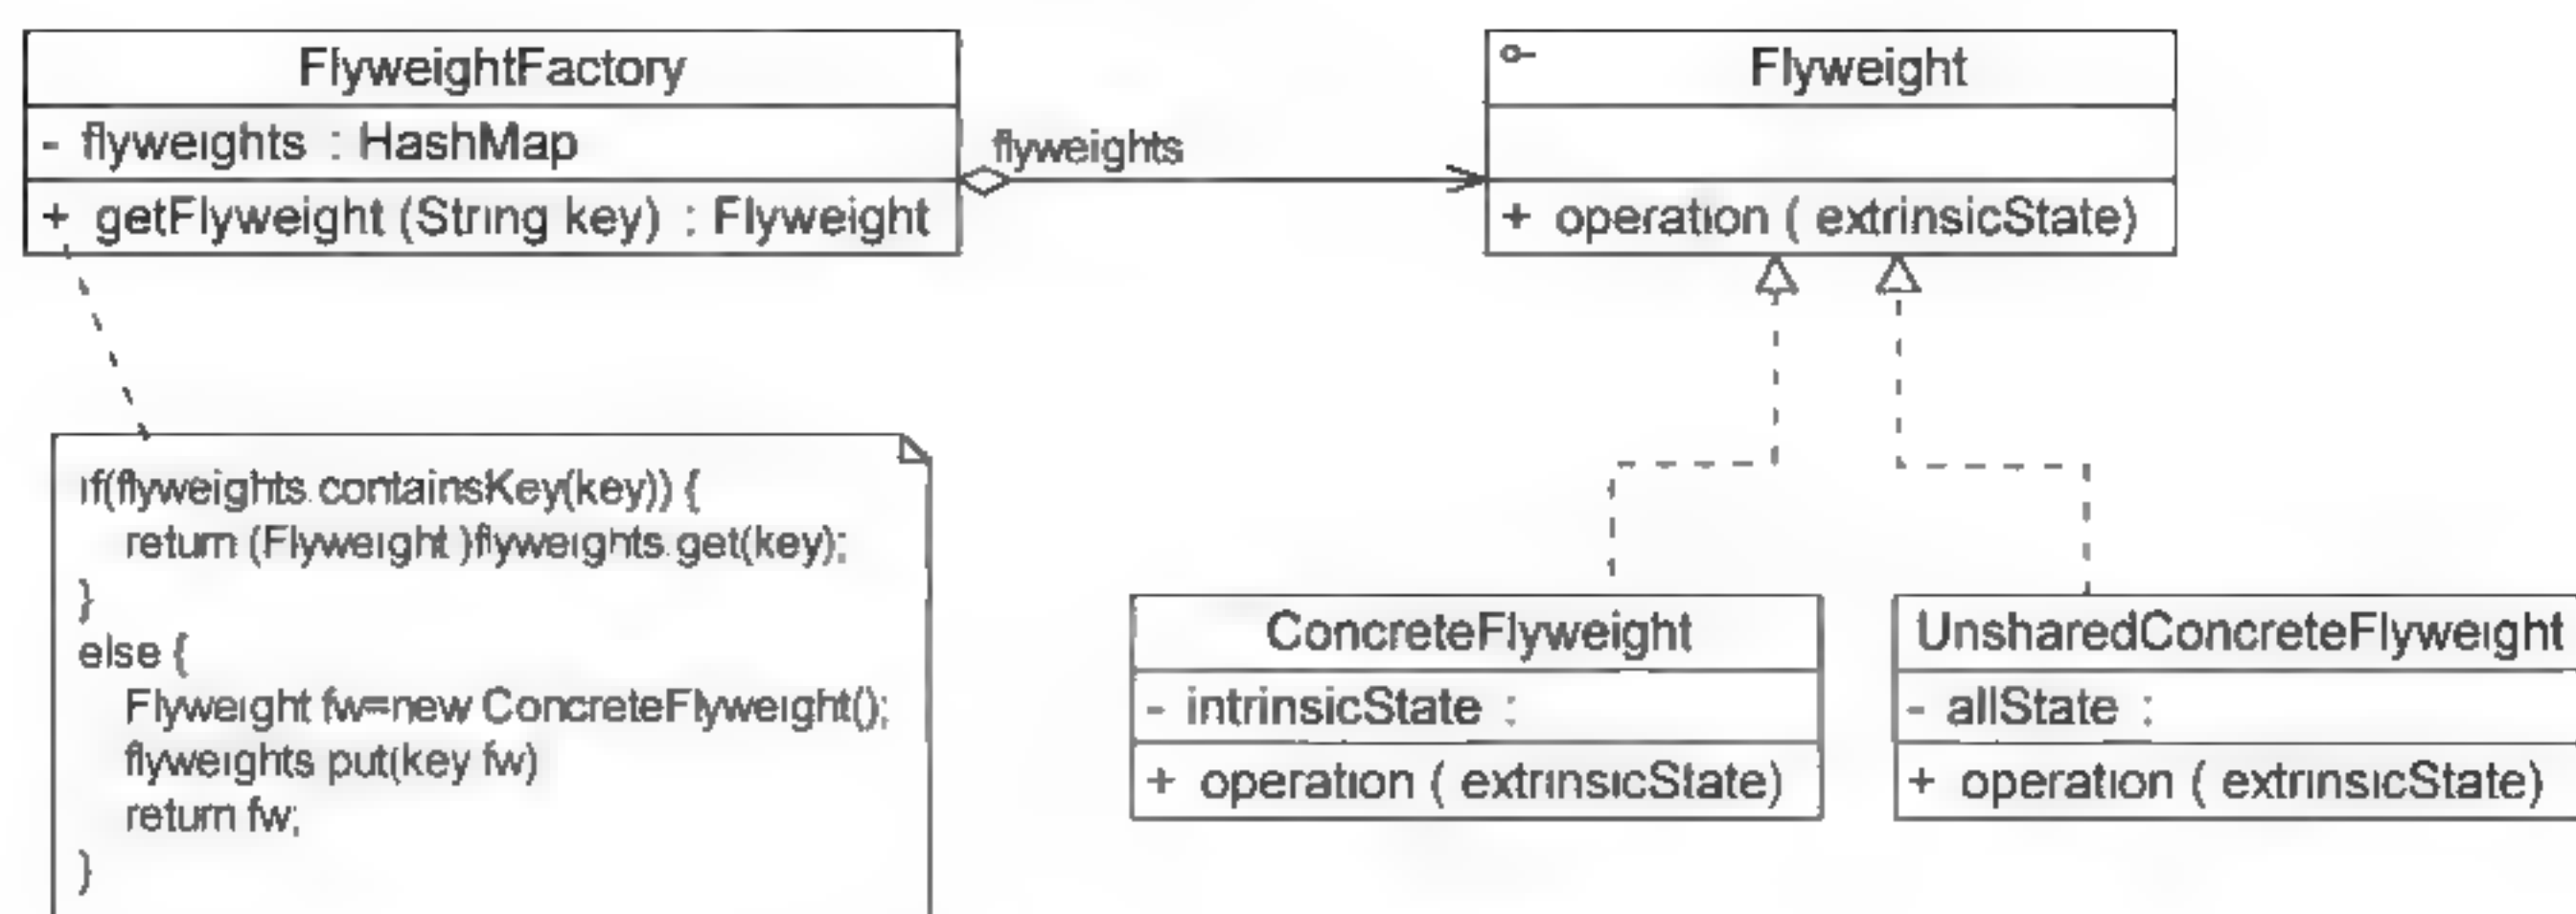 FlyweightFactory
- flyweights : HashMap
+ getFlyweight (String key) : Flyweight
flyweights
Flyweight
+ operation ( extrinsicState)
if(flyweights.containsKey(key)) {
return (Flyweight )flyweights.get(key);
}
else {
Flyweight fw=new ConcreteFlyweight();
flyweights put(key fw)
return fw;
}
ConcreteFlyweight
- intrinsicState :
+ operation ( extrinsicState)
UnsharedConcreteFlyweight
- allState :
+ operation ( extrinsicState)